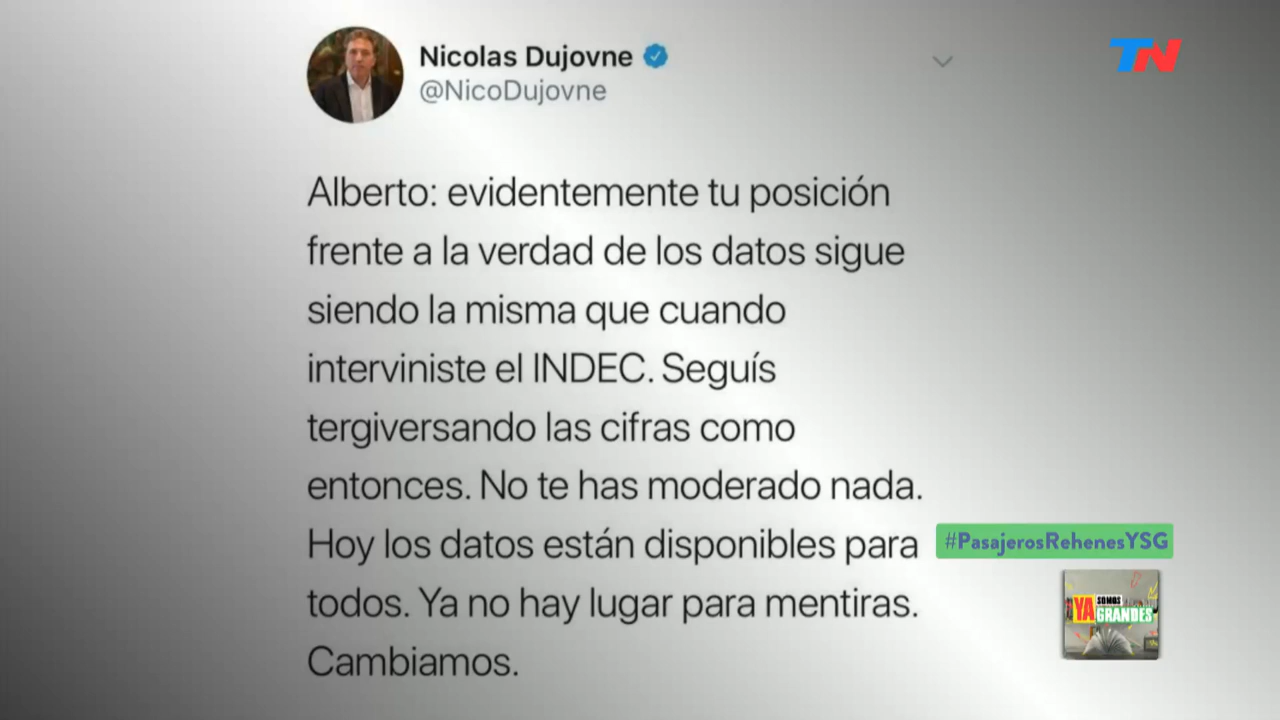 Nicolas Dujovne
@NicoDujovne
TN
Alberto: evidentemente tu posición
frente a la verdad de los datos sigue
siendo la misma que cuando
interviniste el INDEC. Seguís
tergiversando las cifras como
entonces. No te has moderado nada.
Hoy los datos están disponibles para
todos. Ya no hay lugar para mentiras.
Cambiamos.
#PasajerosRehenesYSG
YA SOMOS
GRANDES